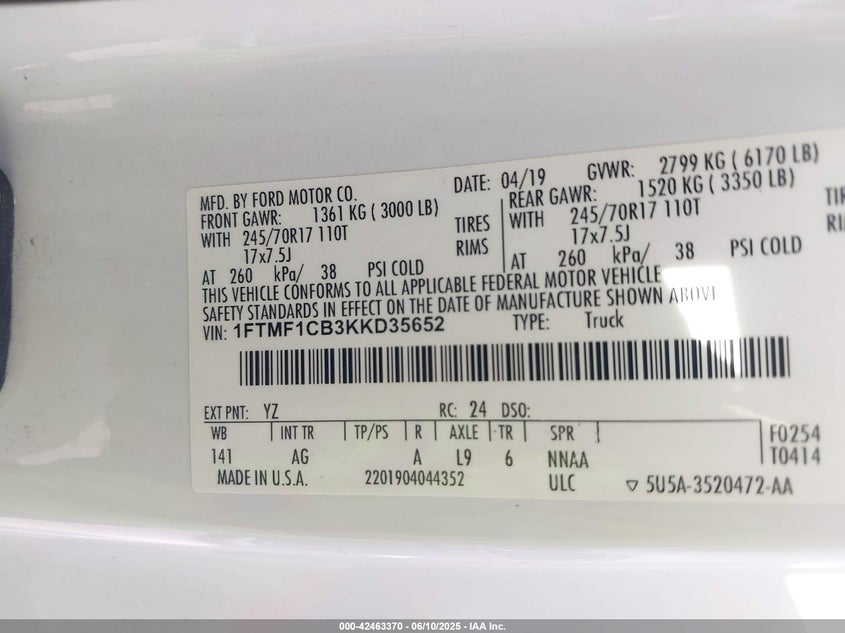 MFD. BY FORD MOTOR CO. DATE: 04/19 GVWR: 2799 KG ( 6170 LB)
FRONT GAWR: 1361 KG ( 3000 LB) REAR GAWR: 1520 KG ( 3350 LB)
WITH 245/70R17 110T TIRES WITH 245/70R17 110T TIR
17x7.5J RIMS 17x7.5J RI
AT 260 kPa/ 38 PSI COLD AT 260 kPa/ 38 PSI COLD
THIS VEHICLE CONFORMS TO ALL APPLICABLE FEDERAL MOTOR VEHICLE
SAFETY STANDARDS IN EFFECT ON THE DATE OF MANUFACTURE SHOWN ABOVE
VIN: 1FTMF1CB3KKD35652 TYPE: Truck
EXT PNT: YZ RC: 24 DSO:
WB INT TR TP/PS R AXLE TR SPR F0254
141 AG A L9 6 NNAA T0414
MADE IN U.S.A. 2201904044352 ULC ▽ 5U5A-3520472-AA
000-42463370 - 06/10/2025 - IAA Inc.